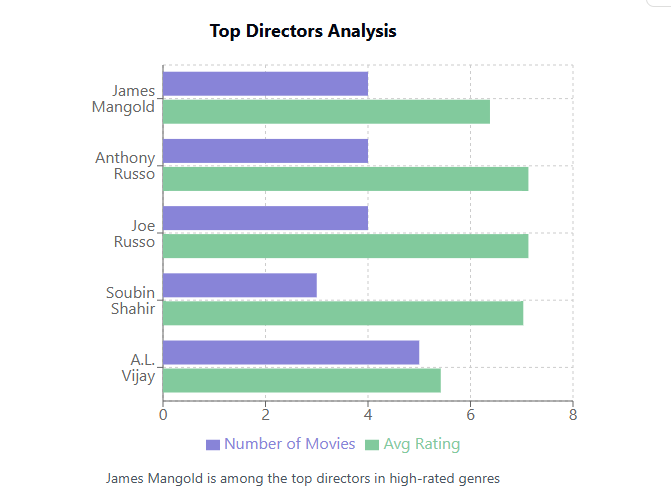 Top Directors Analysis
James
Mangold
Anthony
Russo
Joe
Russo
Soubin
Shahir
A.L.
Vijay
0 2 4 6 8
Number of Movies Avg Rating
James Mangold is among the top directors in high-rated genres